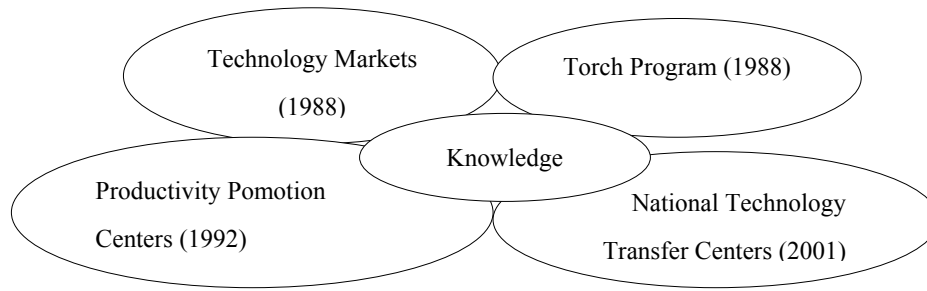 Technology Markets
(1988)
Torch Program (1988)
Knowledge
Productivity Pomotion
Centers (1992)
National Technology
Transfer Centers (2001)